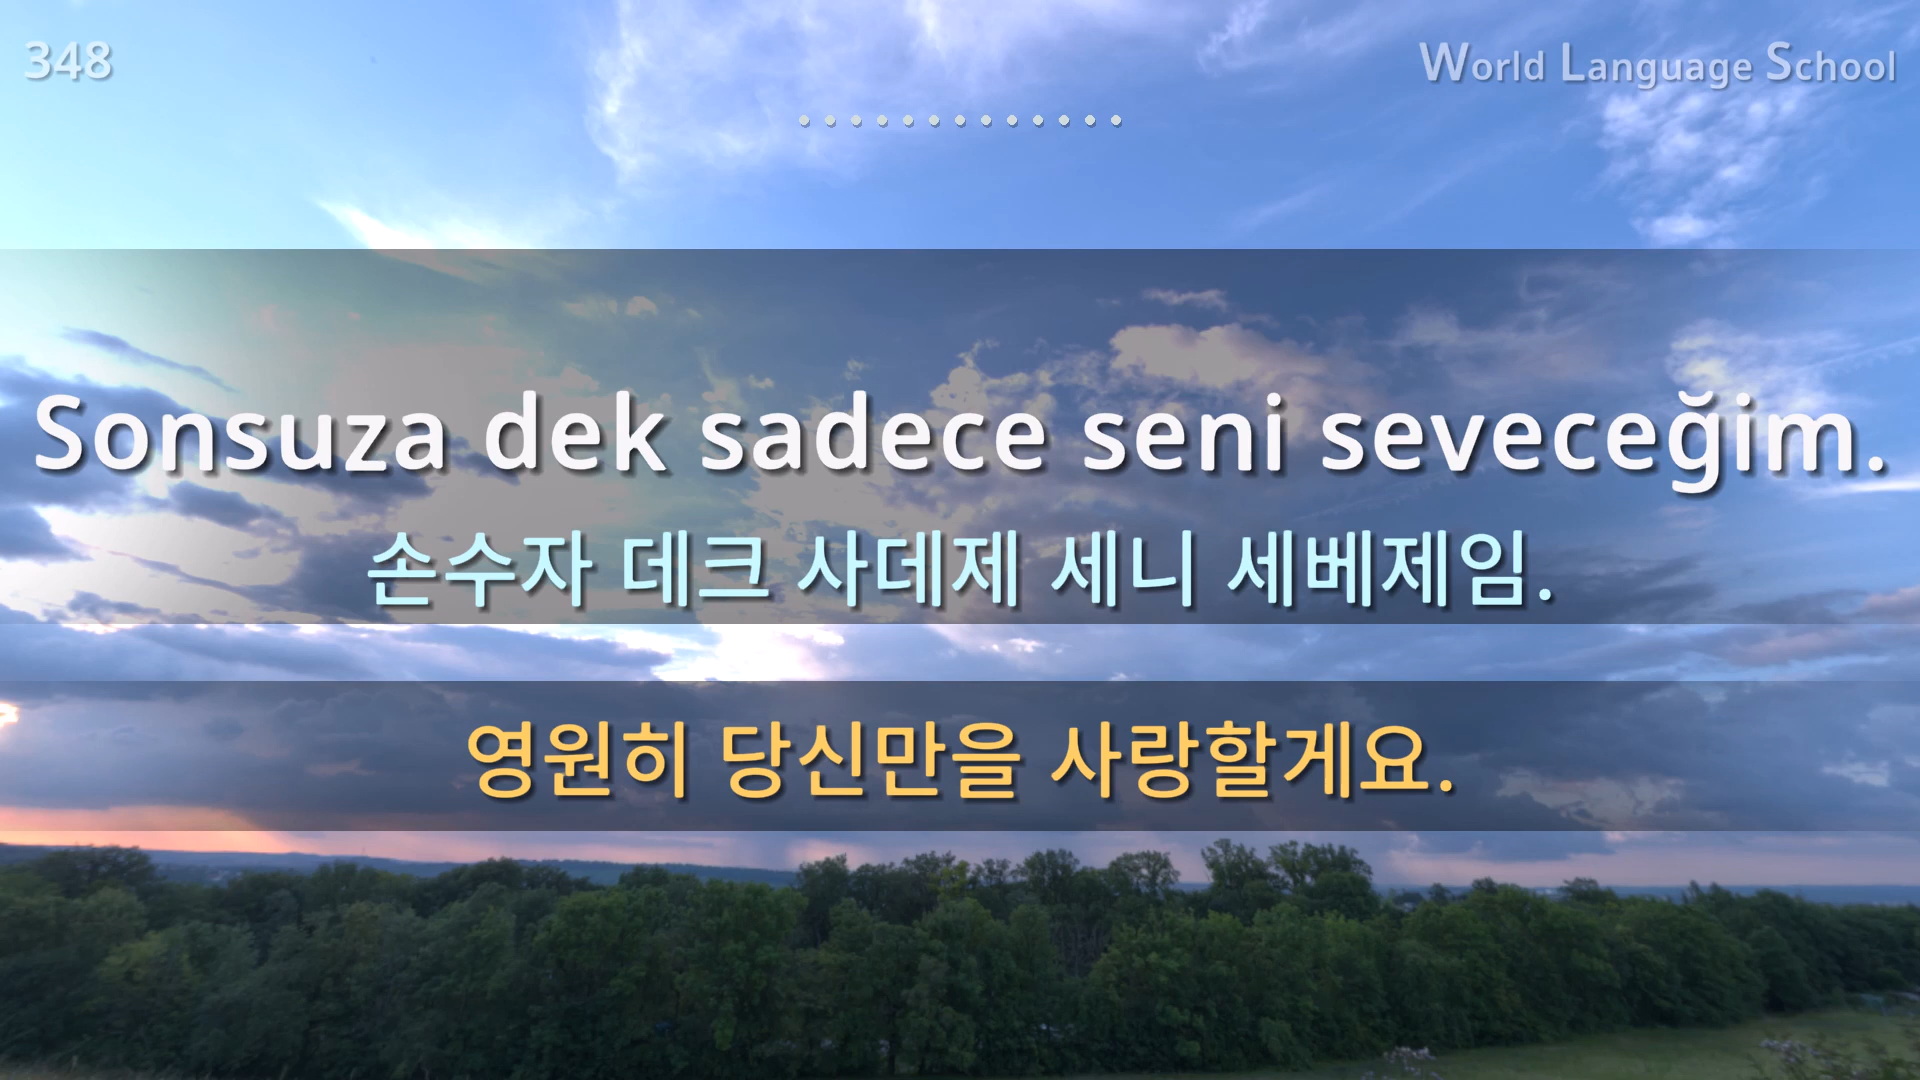 348
World Language School
Sonsuza dek sadece seni seveceğim.
손수자 데크 사데제 세니 세베제임.
영원히 당신만을 사랑할게요.